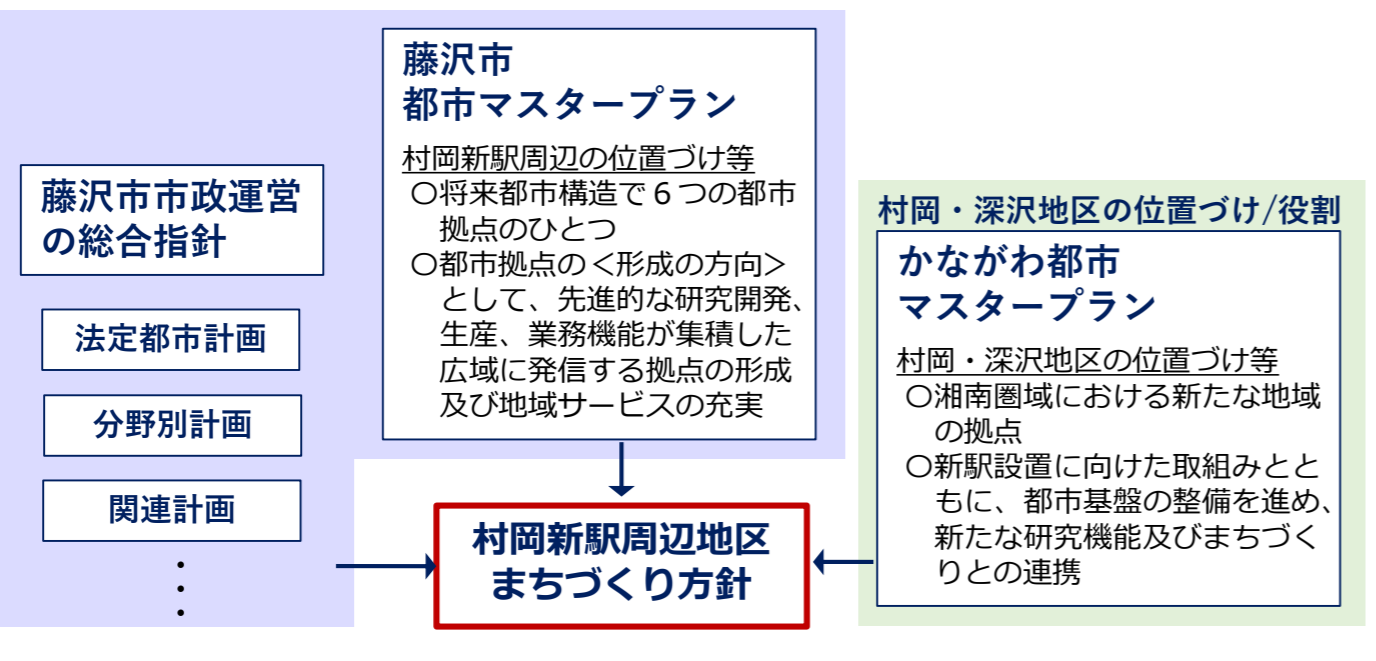 藤沢市市政運営
の総合指針
法定都市計画
分野別計画
関連計画
・
・
・
藤沢市
都市マスタープラン
村岡新駅周辺の位置づけ等
〇将来都市構造で６つの都市
拠点のひとつ
〇都市拠点の＜形成の方向＞
として、先進的な研究開発、
生産、業務機能が集積した
広域に発信する拠点の形成
及び地域サービスの充実
村岡・深沢地区の位置づけ/役割
かながわ都市
マスタープラン
村岡・深沢地区の位置づけ等
〇湘南圏域における新たな地域
の拠点
〇新駅設置に向けた取組みとと
もに、都市基盤の整備を進め、
新たな研究機能及びまちづく
りとの連携
村岡新駅周辺地区
まちづくり方針